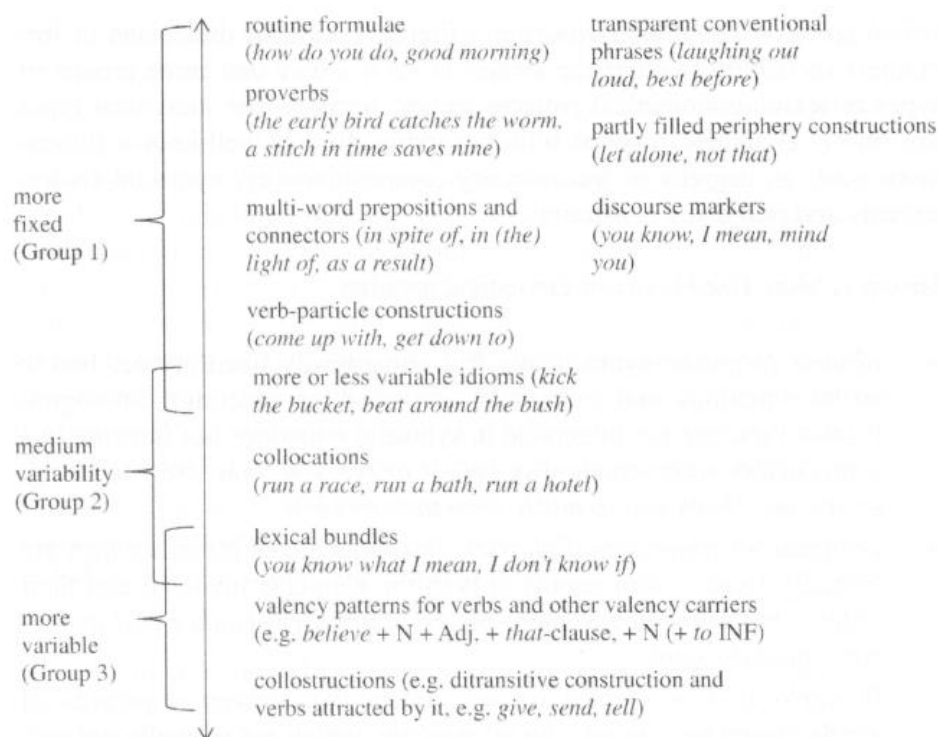 routine formulae
(how do you do, good morning)
transparent conventional
phrases (laughing out
loud, best before)
proverbs
(the early bird catches the worm,
a stitch in time saves nine)
partly filled periphery constructions
(let alone, not that)
more
fixed
(Group 1)
multi-word prepositions and
connectors (in spite of, in (the)
light of, as a result)
discourse markers
(you know, I mean, mind
you)
verb-particle constructions
(come up with, get down to)
more or less variable idioms (kick
the bucket, beat around the bush)
medium
variability
(Group 2)
collocations
(run a race, run a bath, run a hotel)
lexical bundles
(you know what I mean, I don't know if)
more
variable
(Group 3)
valency patterns for verbs and other valency carriers
(e.g. believe + N + Adj, + that-clause, + N (+ to INF)
collostructions (e.g. ditransitive construction and
verbs attracted by it, e.g. give, send, tell)